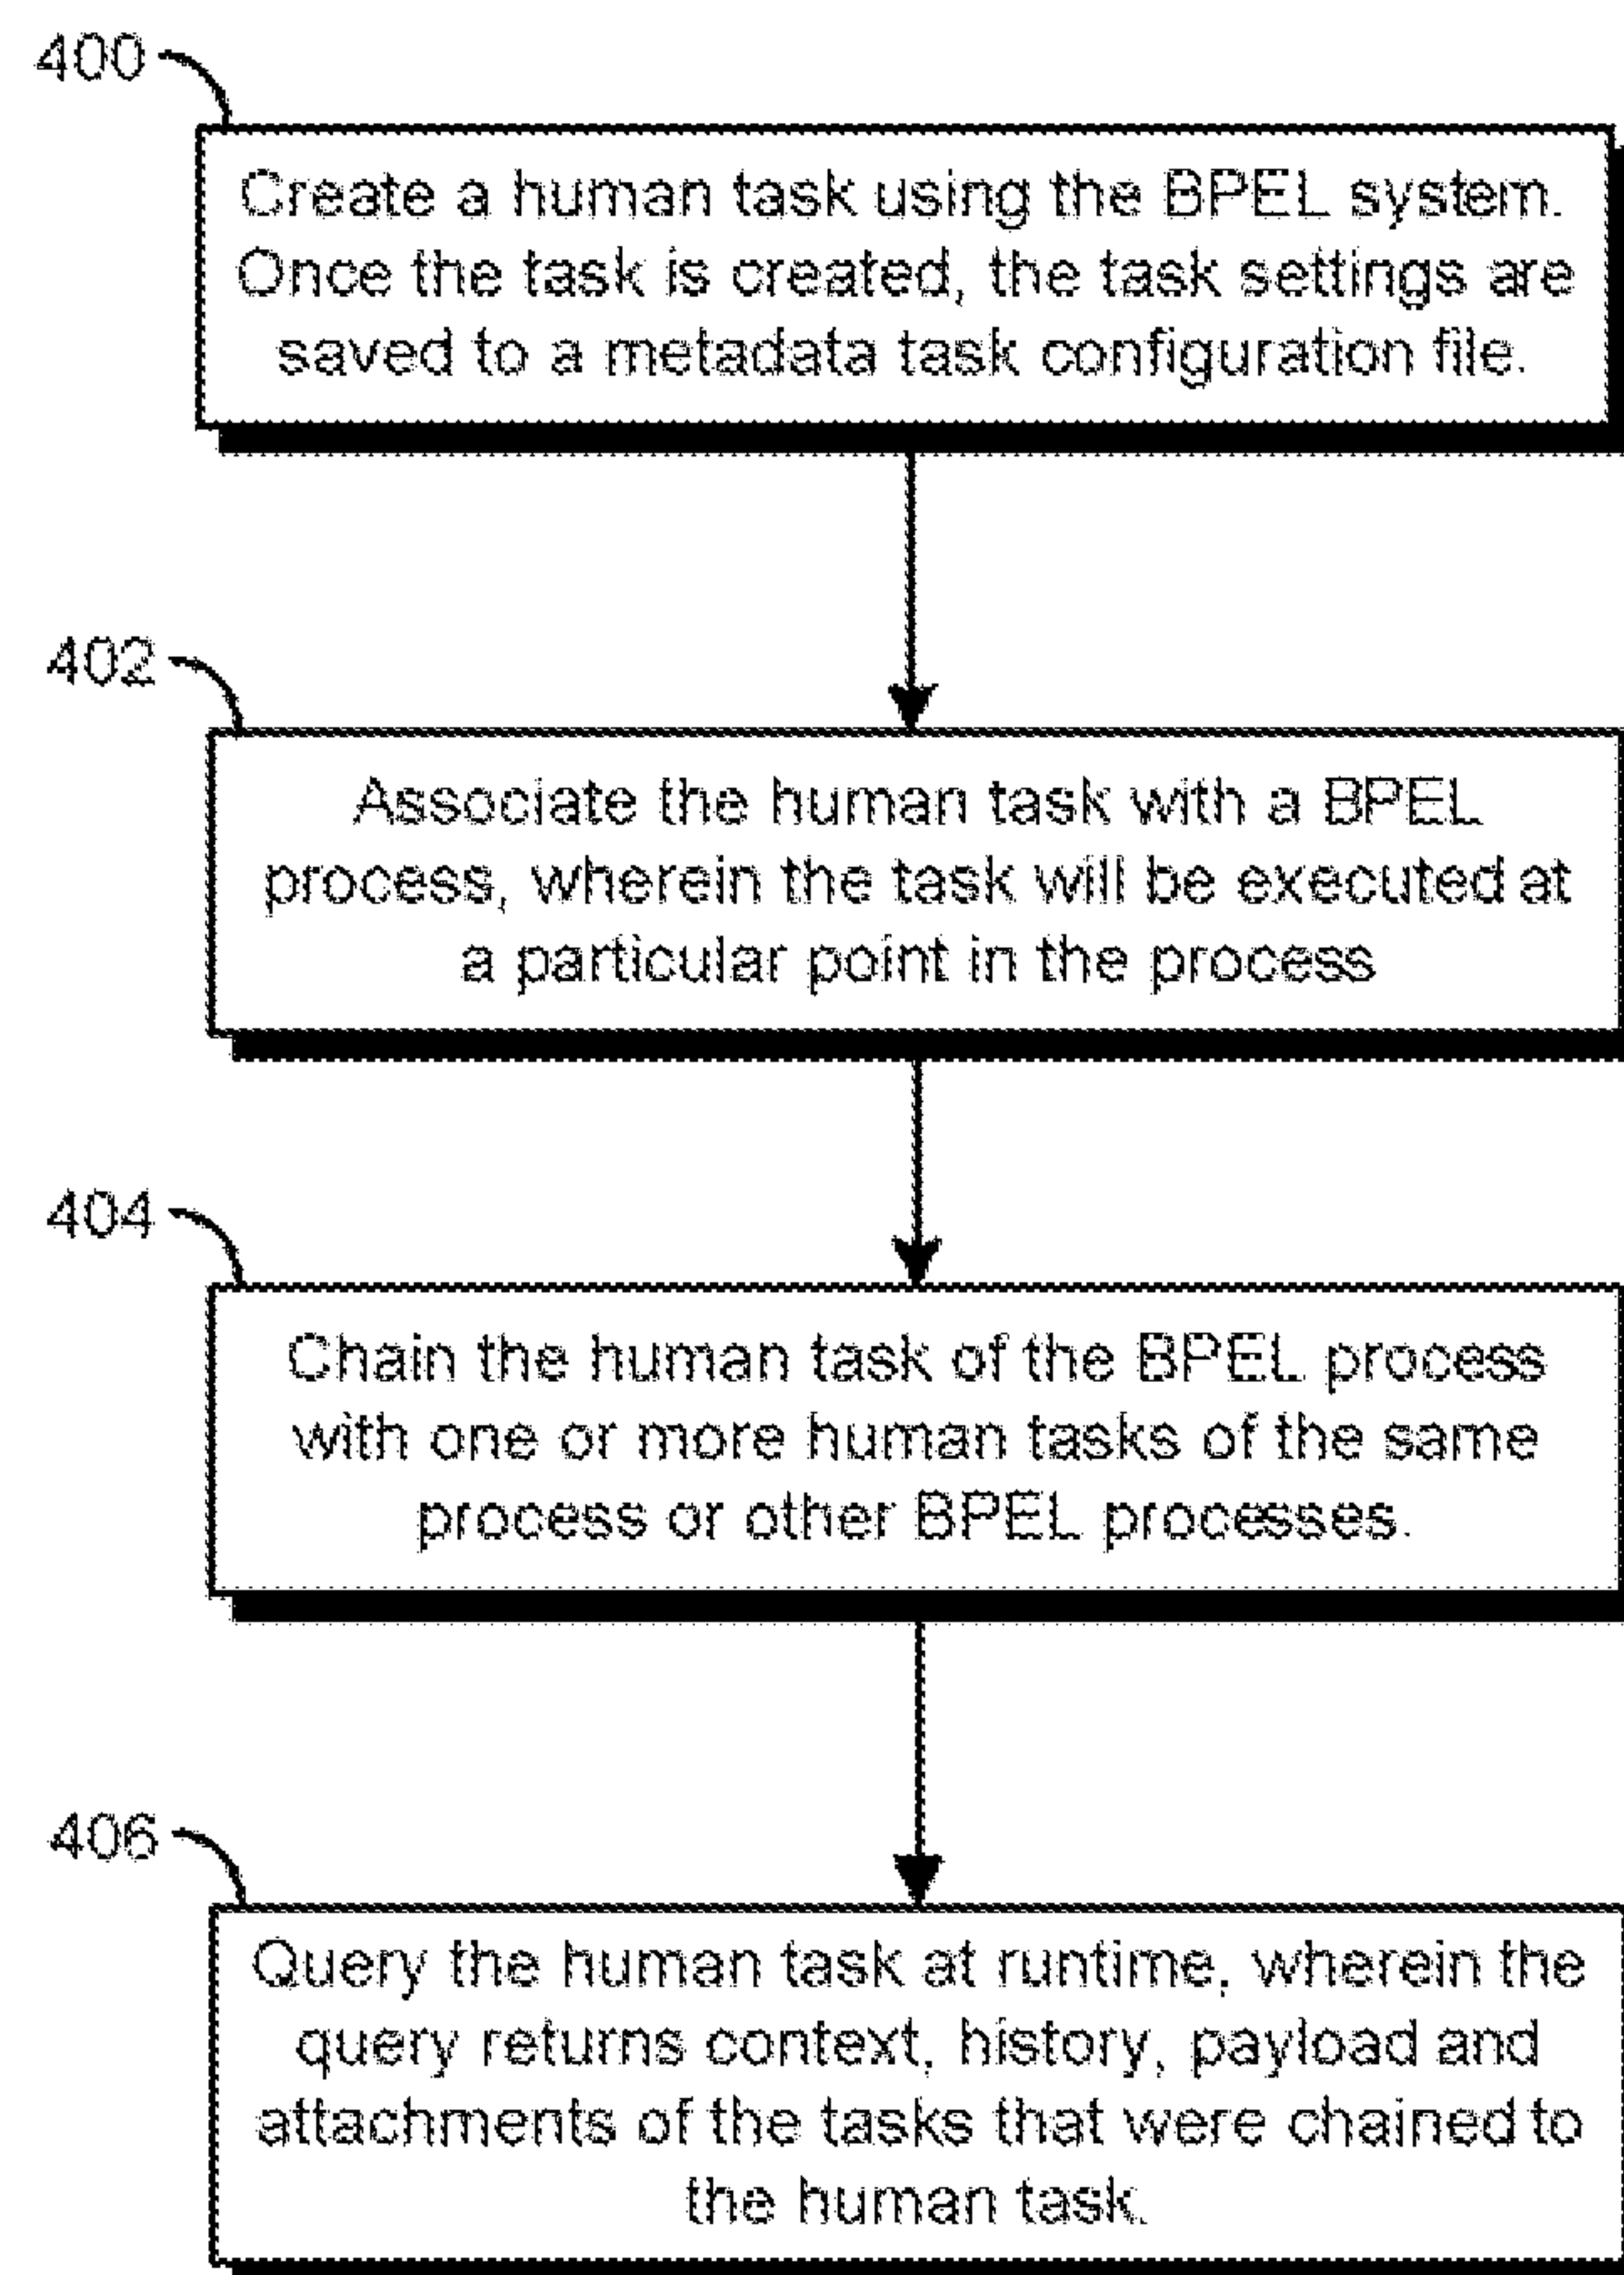 400
Create a human task using the BPEL system.
Once the task is created, the task settings are
saved to a metadata task configuration file.
402
Associate the human task with a BPEL
process, wherein the task will be executed at
a particular point in the process
404
Chain the human task of the BPEL process
with one or more human tasks of the same
process or other BPEL processes.
406
Query the human task at runtime, wherein the
query returns context, history, payload and
attachments of the tasks that were chained to
the human task.